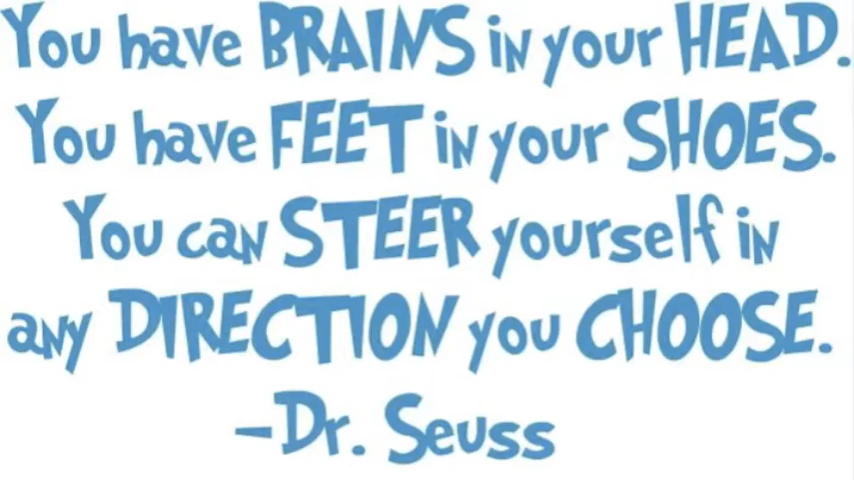 You have BRAINS in your HEAD.
You have FEET in your SHOES.
You can STEER yourself in
any DIRECTION you CHOOSE.
-Dr. Seuss